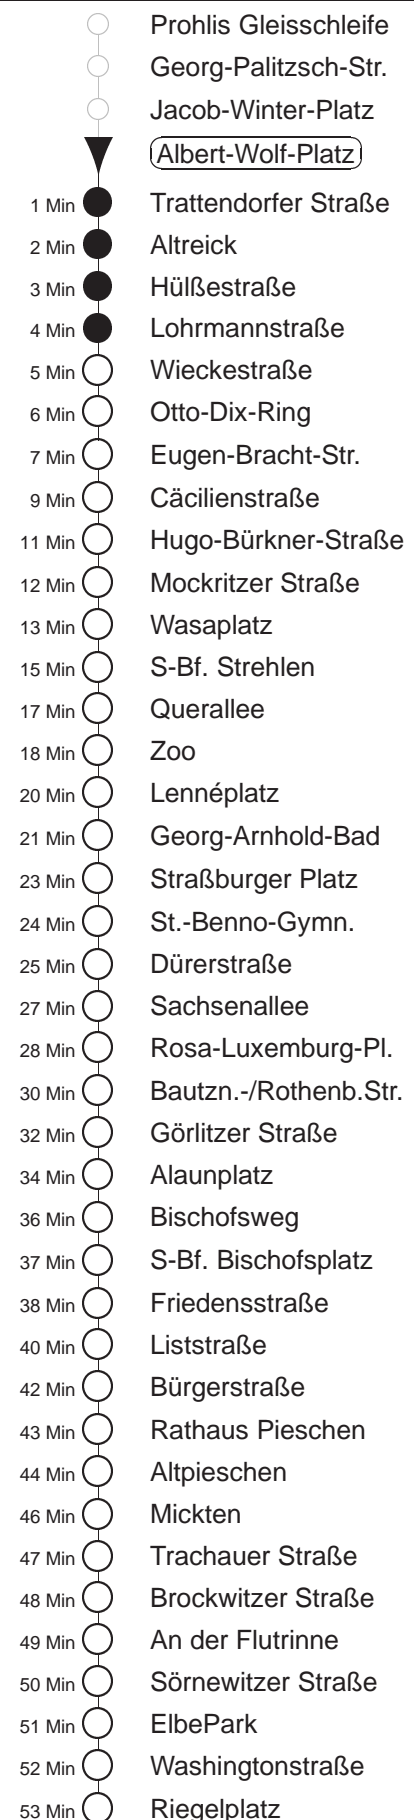 Prohlis Gleisschleife
Georg-Palitzsch-Str.
Jacob-Winter-Platz
Albert-Wolf-Platz
1 Min Trattendorfer Straße
2 Min Altreick
3 Min Hülßestraße
4 Min Lohrmannstraße
5 Min Wieckestraße
6 Min Otto-Dix-Ring
7 Min Eugen-Bracht-Str.
9 Min Cäcilienstraße
11 Min Hugo-Bürkner-Straße
12 Min Mockritzer Straße
13 Min Wasaplatz
15 Min S-Bf. Strehlen
17 Min Querallee
18 Min Zoo
20 Min Lennéplatz
21 Min Georg-Arnhold-Bad
23 Min Straßburger Platz
24 Min St.-Benno-Gymn.
25 Min Dürerstraße
27 Min Sachsenallee
28 Min Rosa-Luxemburg-Pl.
30 Min Bautzn.-/Rothenb.Str.
32 Min Görlitzer Straße
34 Min Alaunplatz
36 Min Bischofsweg
37 Min S-Bf. Bischofsplatz
38 Min Friedensstraße
40 Min Liststraße
42 Min Bürgerstraße
43 Min Rathaus Pieschen
44 Min Altpieschen
46 Min Mickten
47 Min Trachauer Straße
48 Min Brockwitzer Straße
49 Min An der Flutrinne
50 Min Sörnewitzer Straße
51 Min ElbePark
52 Min Washingtonstraße
53 Min Riegelplatz